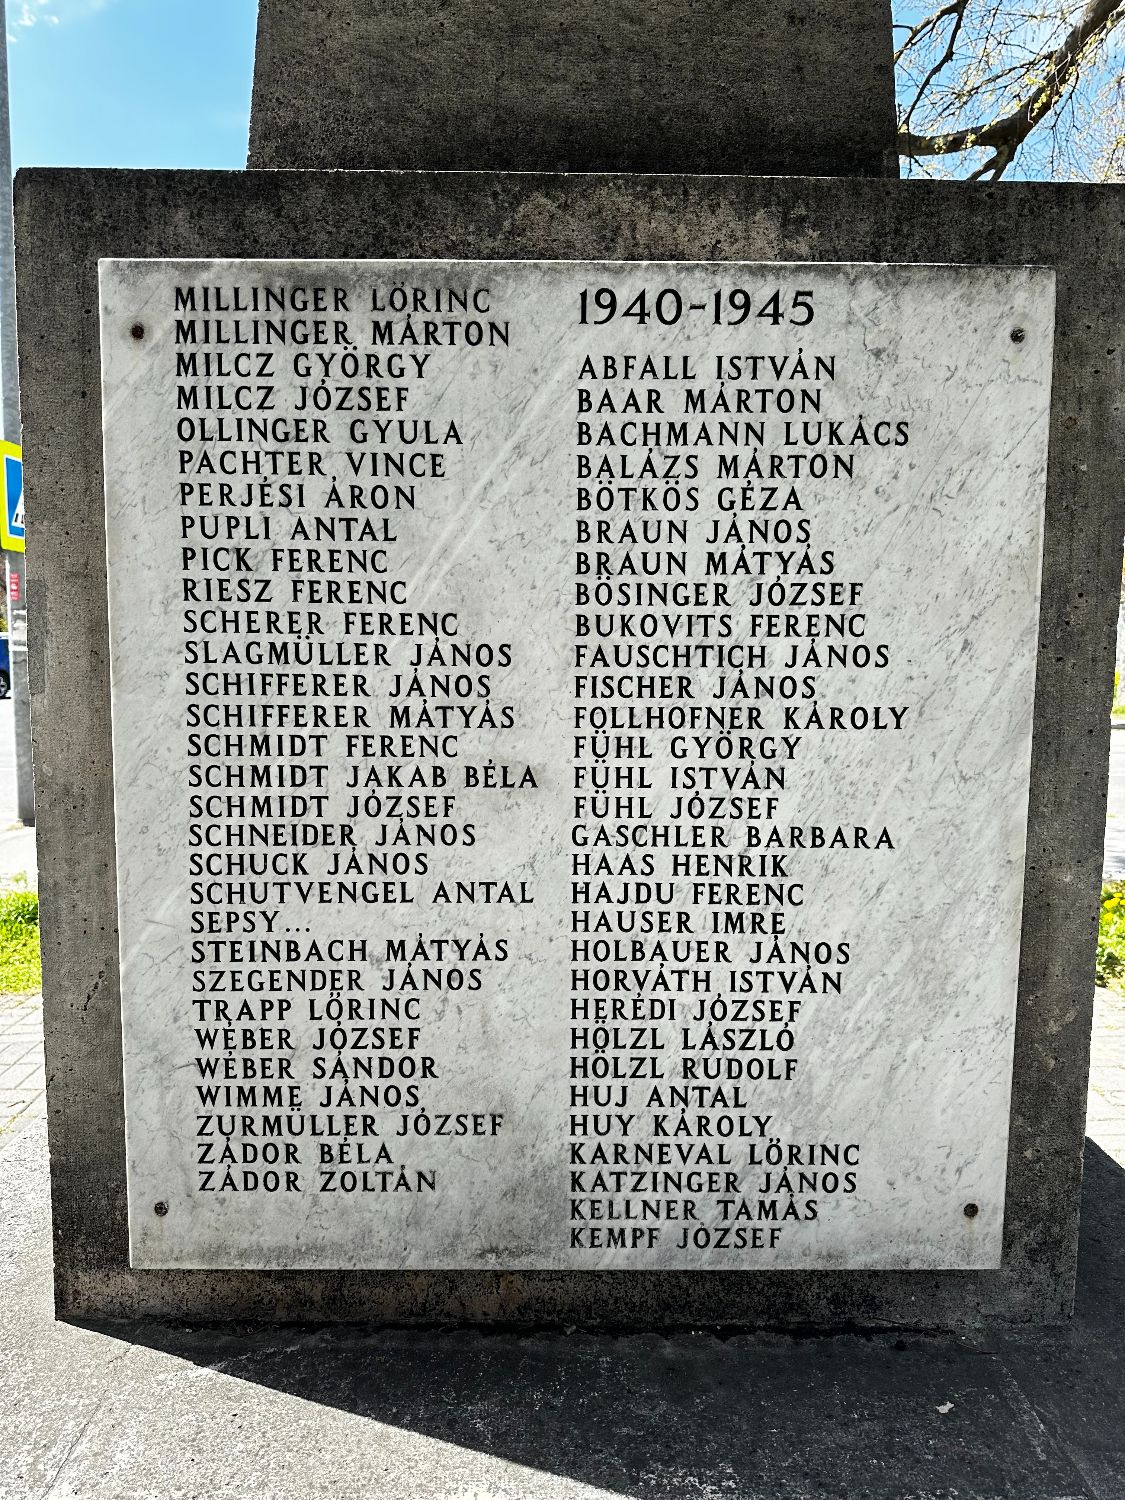 MILLINGER LŐRINC
MILLINGER MÁRTON
MILCZ GYÖRGY
MILCZ JÓZSEF
OLLINGER GYULA
PACHTER VINCE
PERJÉSI ÁRON
PUPLI ANTAL
PICK FERENC
RIESZ FERENC
SCHERER FERENC
SLAGMÜLLER JÁNOS
SCHIFFERER JÁNOS
SCHIFFERER MÁTYÁS
SCHMIDT FERENC
SCHMIDT JAKAB BÉLA
SCHMIDT JÓZSEF
SCHNEIDER JÁNOS
SCHUCK JÁNOS
SCHUTVENGEL ANTAL
SEPSY...
STEINBACH MÁTYÁS
SZEGENDER JÁNOS
TRAPP LŐRINC
WÉBER JÓZSEF
WÉBER SÁNDOR
WIMME JÁNOS
ZURMÜLLER JÓZSEF
ZÁDOR BÉLA
ZÁDOR ZOLTÁN
1940-1945
ABFALL ISTVÁN
BAAR MÁRTON
BACHMANN LUKÁCS
BALÁZS MÁRTON
BÖTKÖS GÉZA
BRAUN JÁNOS
BRAUN MÁTYÁS
BÖSINGER JÓZSEF
BUKOVITS FERENC
FAUSCHTICH JÁNOS
FISCHER JÁNOS
FOLLHOFNER KÁROLY
FÜHL GYÖRGY
FÜHL ISTVÁN
FÜHL JÓZSEF
GASCHLER BARBARA
HAAS HENRIK
HAJDU FERENC
HAUSER IMRE
HOLBAUER JÁNOS
HORVÁTH ISTVÁN
HERÉDI JÓZSEF
HÖLZL LÁSZLÓ
HÖLZL RUDOLF
HUJ ANTAL
HUY KÁROLY
KARNEVAL LŐRINC
KATZINGER JÁNOS
KELLNER TAMÁS
KEMPF JÓZSEF